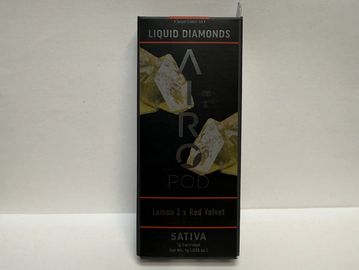 LIQUID DIAMONDS
AIRO
POD
Lemon Z x Red Velvet
SATIVA